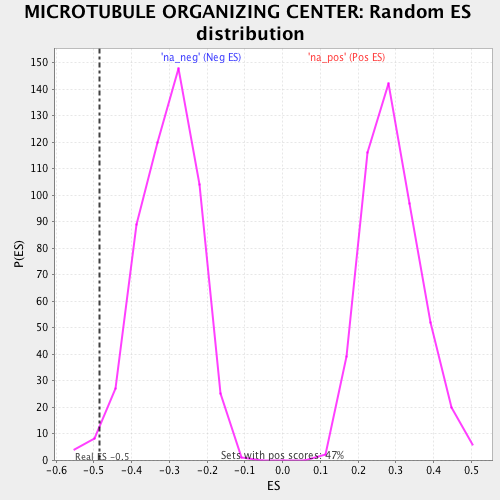 MICROTUBULE ORGANIZING CENTER: Random ES
distribution
'na_neg' (Neg ES)
'na_pos' (Pos ES)
P(ES)
150
140
130
120
110
100
90
80
70
60
50
40
30
20
10
0
Real ES -0.5
Sets with pos scores: 47%
-0.6 -0.5 -0.4 -0.3 -0.2 -0.1 0.0 0.1 0.2 0.3 0.4 0.5
ES